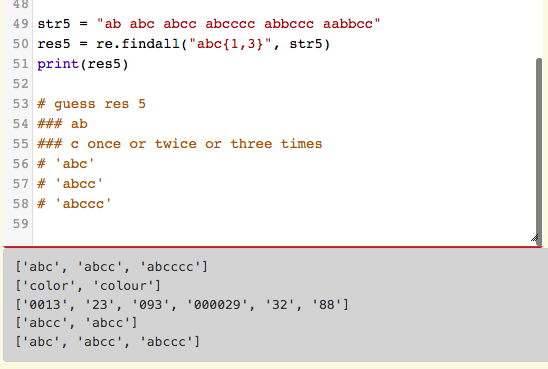 48
49 str5 = "ab abc abcc abcccc abbccc aabbcc"
50 res5 = re.findall("abc{1,3}", str5)
51 print(res5)
52
53 # guess res 5
54 ### ab
55 ### c once or twice or three times
56 # 'abc'
57 # 'abcc'
58 # 'abccc'
59
['abc', 'abcc', 'abcccc']
['color', 'colour']
['0013', '23', '093', '000029', '32', '88']
['abcc', 'abcc']
['abc', 'abcc', 'abccc']